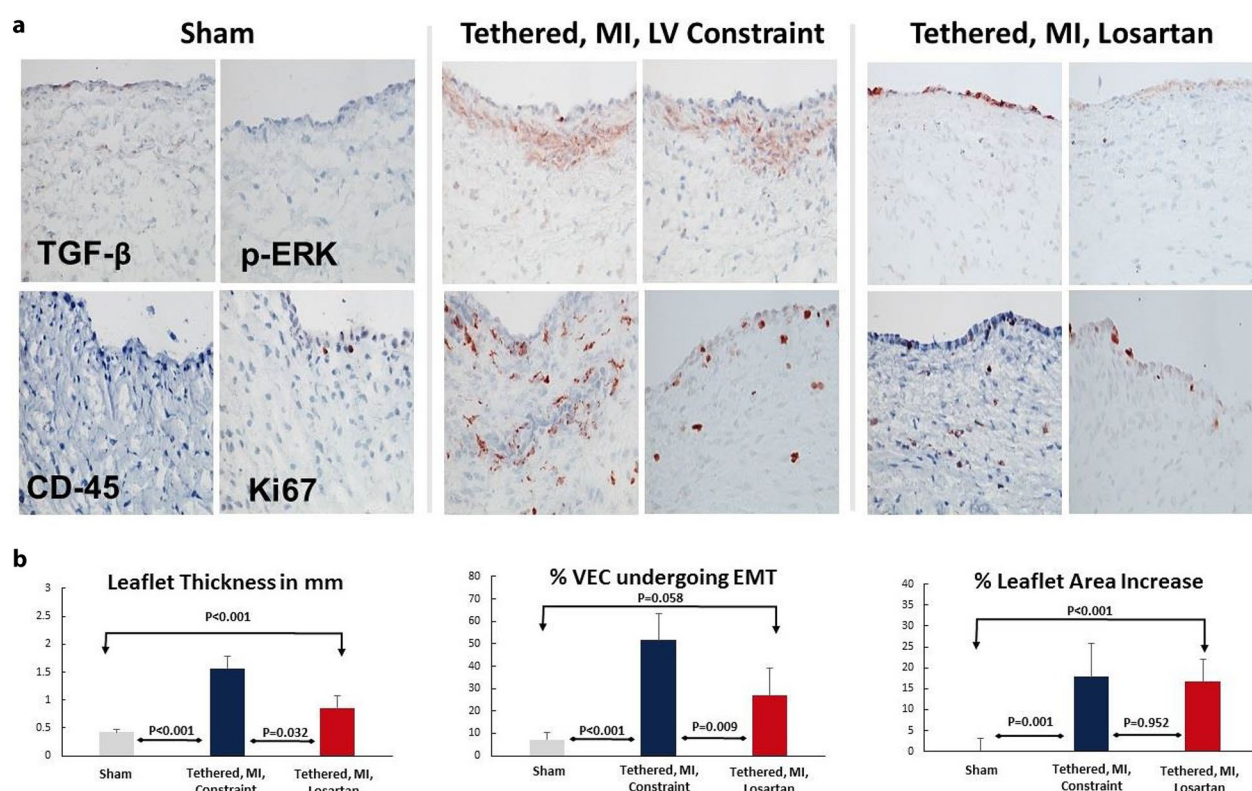 a
Sham
Tethered, MI, LV Constraint
Tethered, MI, Losartan
TGF-β
p-ERK
CD-45
Ki67
b
Leaflet Thickness in mm
3
2.5
2
1.5
1
0.5
0
P<0.001
P<0.001
P=0.032
Sham
Tethered, MI,
Constraint
Tethered, MI,
Losartan
% VEC undergoing EMT
80
70
60
50
40
30
20
10
0
P=0.058
P<0.001
P=0.009
Sham
Tethered, MI,
Constraint
Tethered, MI,
Losartan
% Leaflet Area Increase
40
35
30
25
20
15
10
5
0
P<0.001
P=0.001
P=0.952
Sham
Tethered, MI,
Constraint
Tethered, MI,
Losartan